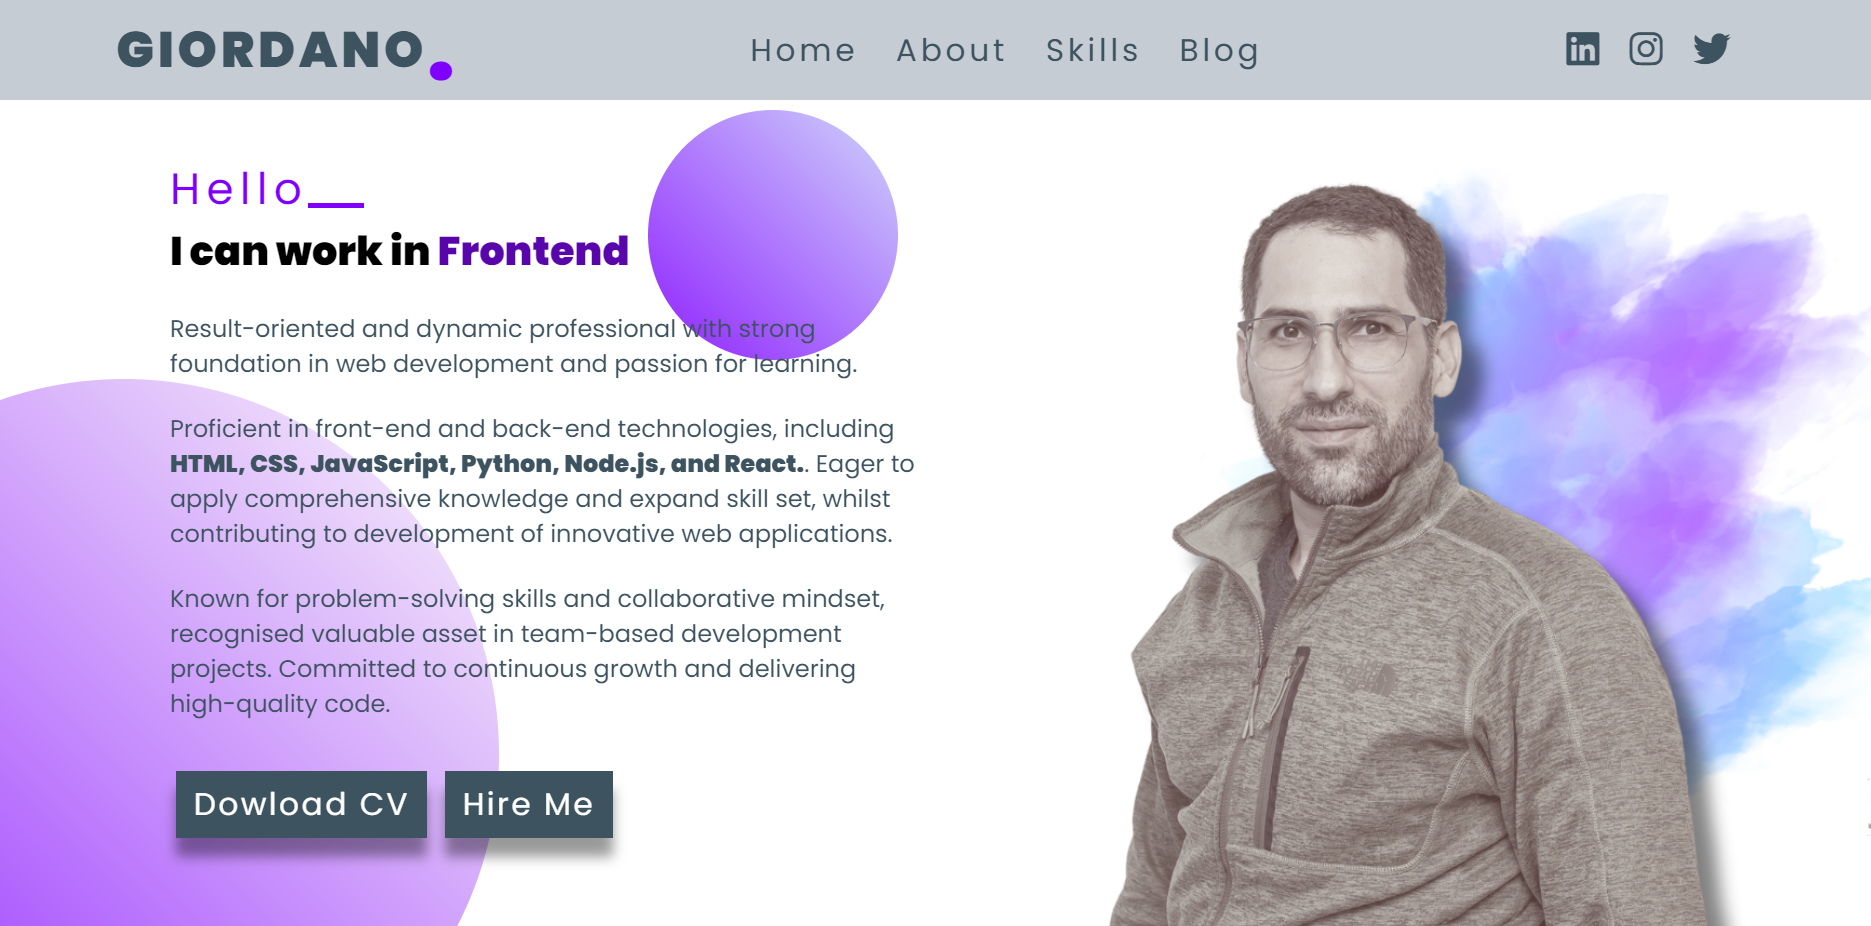 GIORDANO.
Home About Skills Blog
Hello__
I can work in Frontend
Result-oriented and dynamic professional with strong
foundation in web development and passion for learning.
Proficient in front-end and back-end technologies, including
HTML, CSS, JavaScript, Python, Node.js, and React.. Eager to
apply comprehensive knowledge and expand skill set, whilst
contributing to development of innovative web applications.
Known for problem-solving skills and collaborative mindset,
recognised valuable asset in team-based development
projects. Committed to continuous growth and delivering
high-quality code.
Dowload CV Hire Me